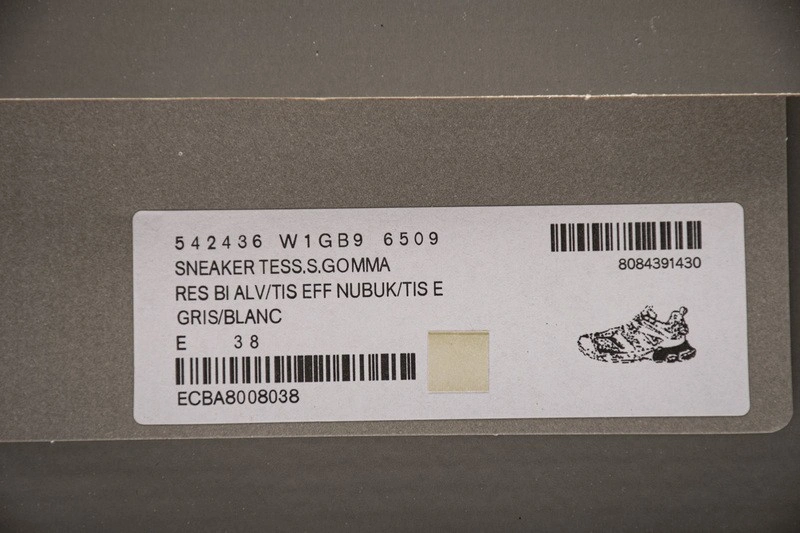 542436 W1GB9 6509
SNEAKER TESS.S.GOMMA
RES BI ALV/TIS EFF NUBUK/TIS E
GRIS/BLANC
E 38
ECBA8008038
8084391430